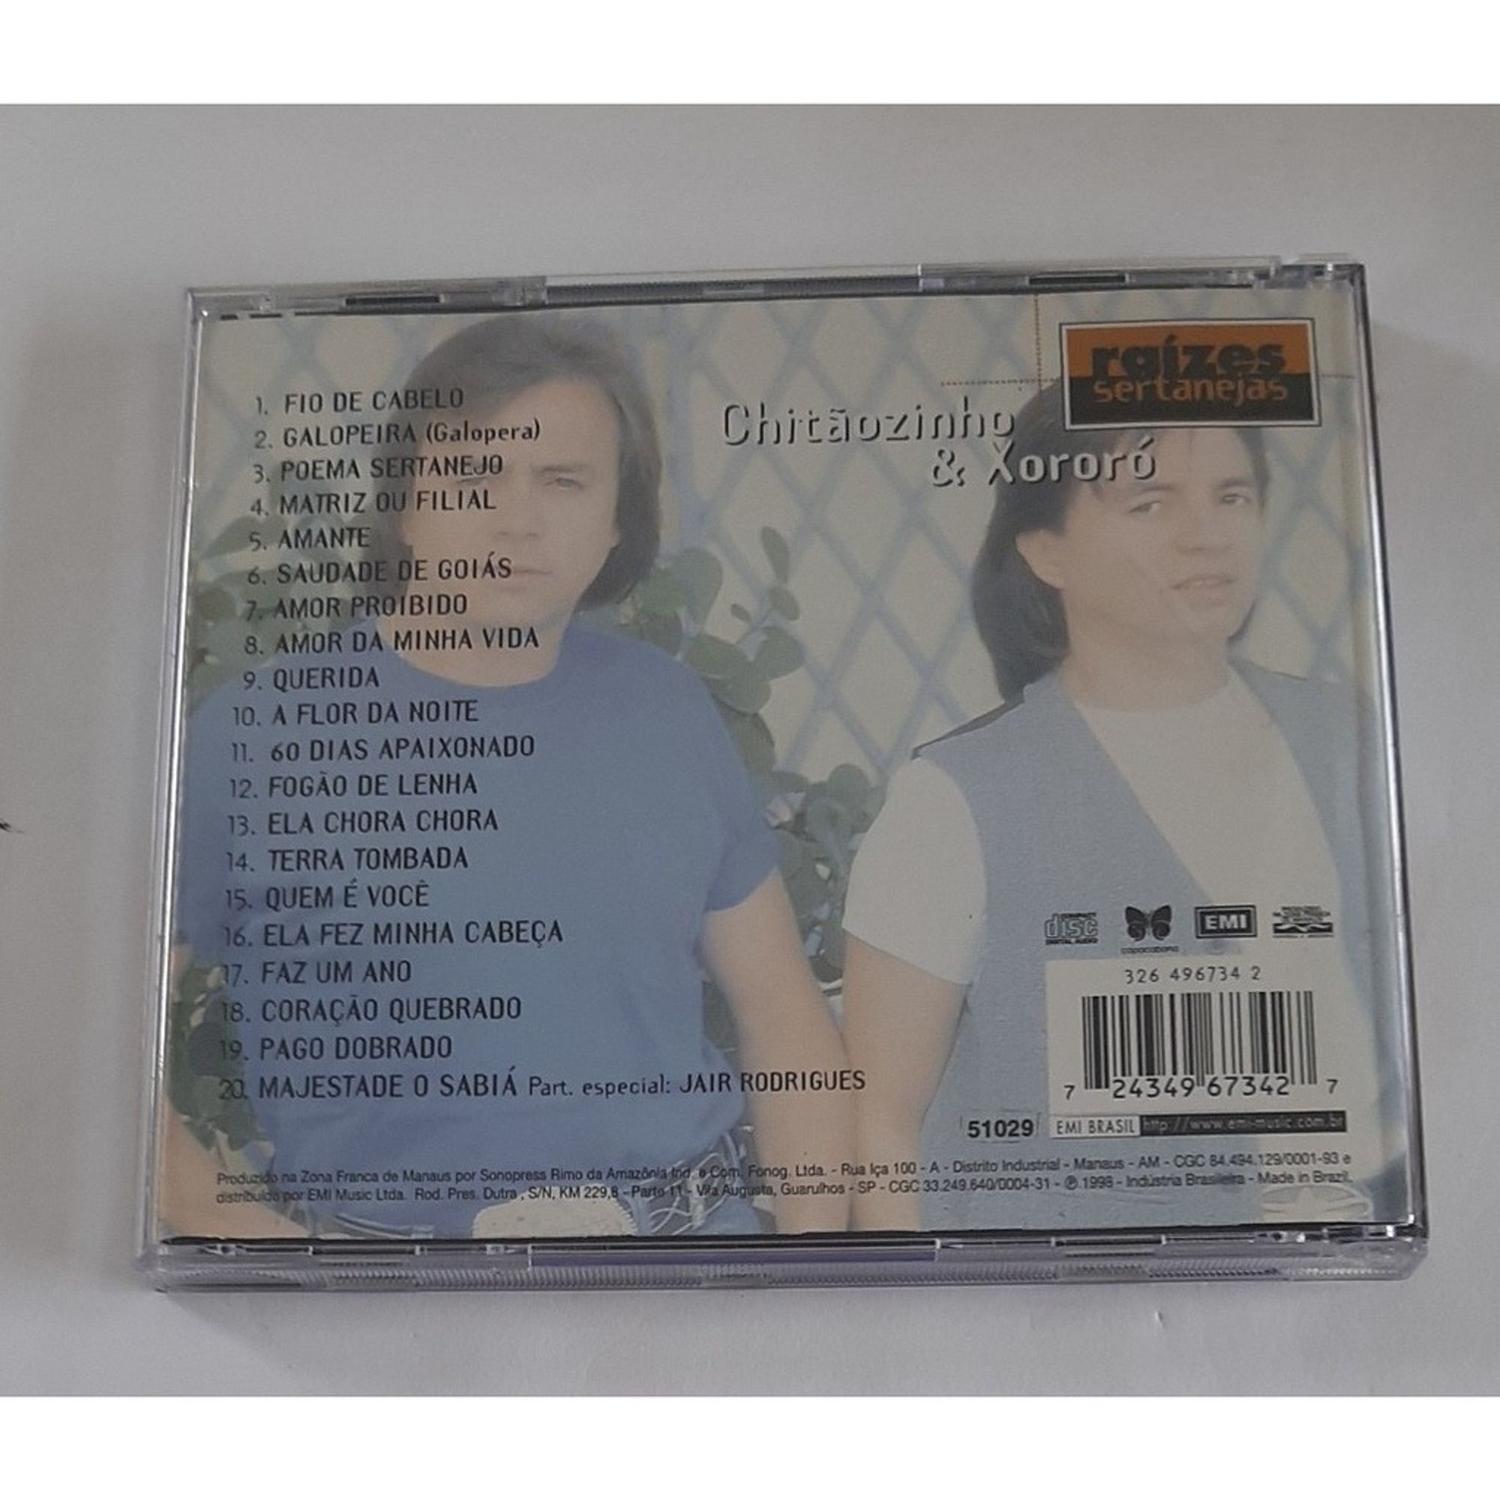 raízes
sertanejas
Chitãozinho
& Xororó
1. FIO DE CABELO
2. GALOPEIRA (Galopera)
3. POEMA SERTANEJO
4. MATRIZ OU FILIAL
5. AMANTE
6. SAUDADE DE GOIÁS
7. AMOR PROIBIDO
8. AMOR DA MINHA VIDA
9. QUERIDA
10. A FLOR DA NOITE
11. 60 DIAS APAIXONADO
12. FOGÃO DE LENHA
13. ELA CHORA CHORA
14. TERRA TOMBADA
15. QUEM É VOCÊ
16. ELA FEZ MINHA CABEÇA
17. FAZ UM ANO
18. CORAÇÃO QUEBRADO
19. PAGO DOBRADO
20. MAJESTADE O SABIÁ Part. especial: JAIR RODRIGUES
COMPACT
disc
DIGITAL AUDIO
copacabana
EMI
326 496734 2
7 24349 67342 7
51029
EMI BRASIL http://www.emi-music.com.br
Produzido na Zona Franca de Manaus por Sonopress Rimo da Amazônia Ind. e Com. Fonog. Ltda. - Rua Iça 100 - A - Distrito Industrial - Manaus - AM - CGC 84.494.129/0001-93 e
distribuído por EMI Music Ltda. Rod. Pres. Dutra, S/N, KM 229,8 - Parte 11 - Vila Augusta, Guarulhos - SP - CGC 33.249.640/0004-31 - ℗ 1998 - Indústria Brasileira - Made in Brazil.